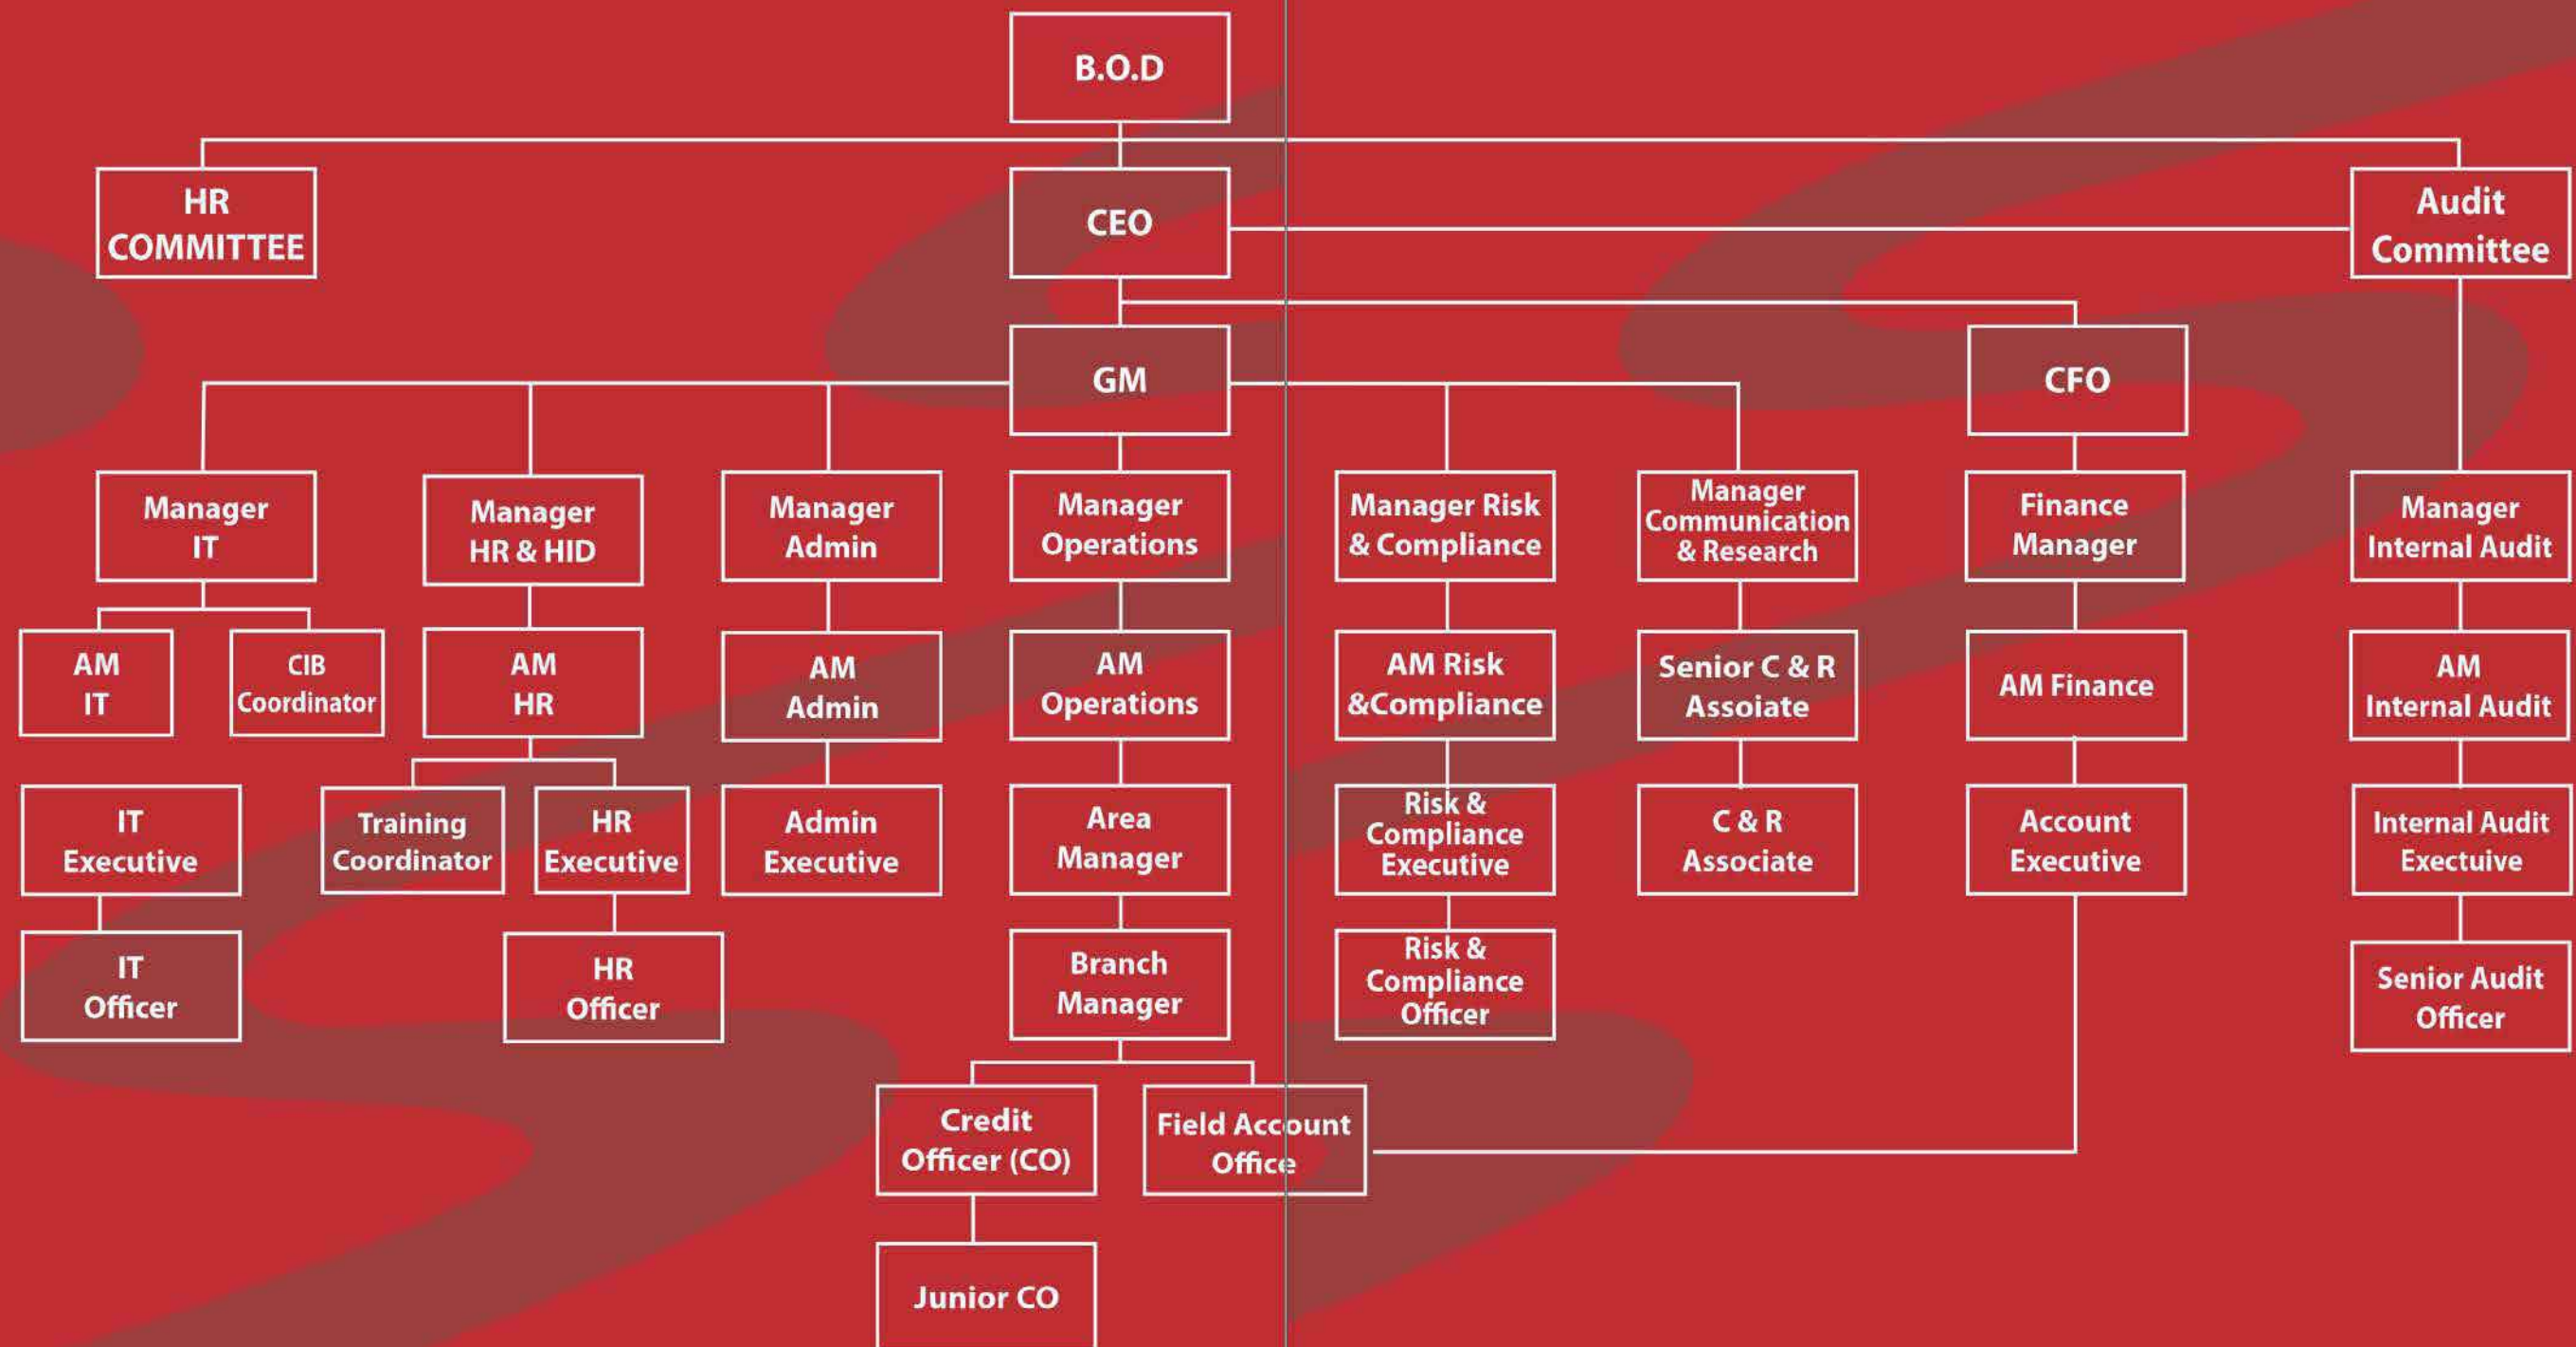 B.O.D
HR
COMMITTEE
CEO
Audit
Committee
GM
CFO
Manager
IT
Manager
HR & HID
Manager
Admin
Manager
Operations
Manager Risk
& Compliance
Manager
Communication
& Research
Finance
Manager
Manager
Internal Audit
AM
IT
CIB
Coordinator
AM
HR
AM
Admin
AM
Operations
AM Risk
&Compliance
Senior C & R
Assoiate
AM Finance
AM
Internal Audit
IT
Executive
Training
Coordinator
HR
Executive
Admin
Executive
Area
Manager
Risk &
Compliance
Executive
C & R
Associate
Account
Executive
Internal Audit
Exectuive
IT
Officer
HR
Officer
Branch
Manager
Risk &
Compliance
Officer
Senior Audit
Officer
Credit
Officer (CO)
Field Account
Office
Junior CO